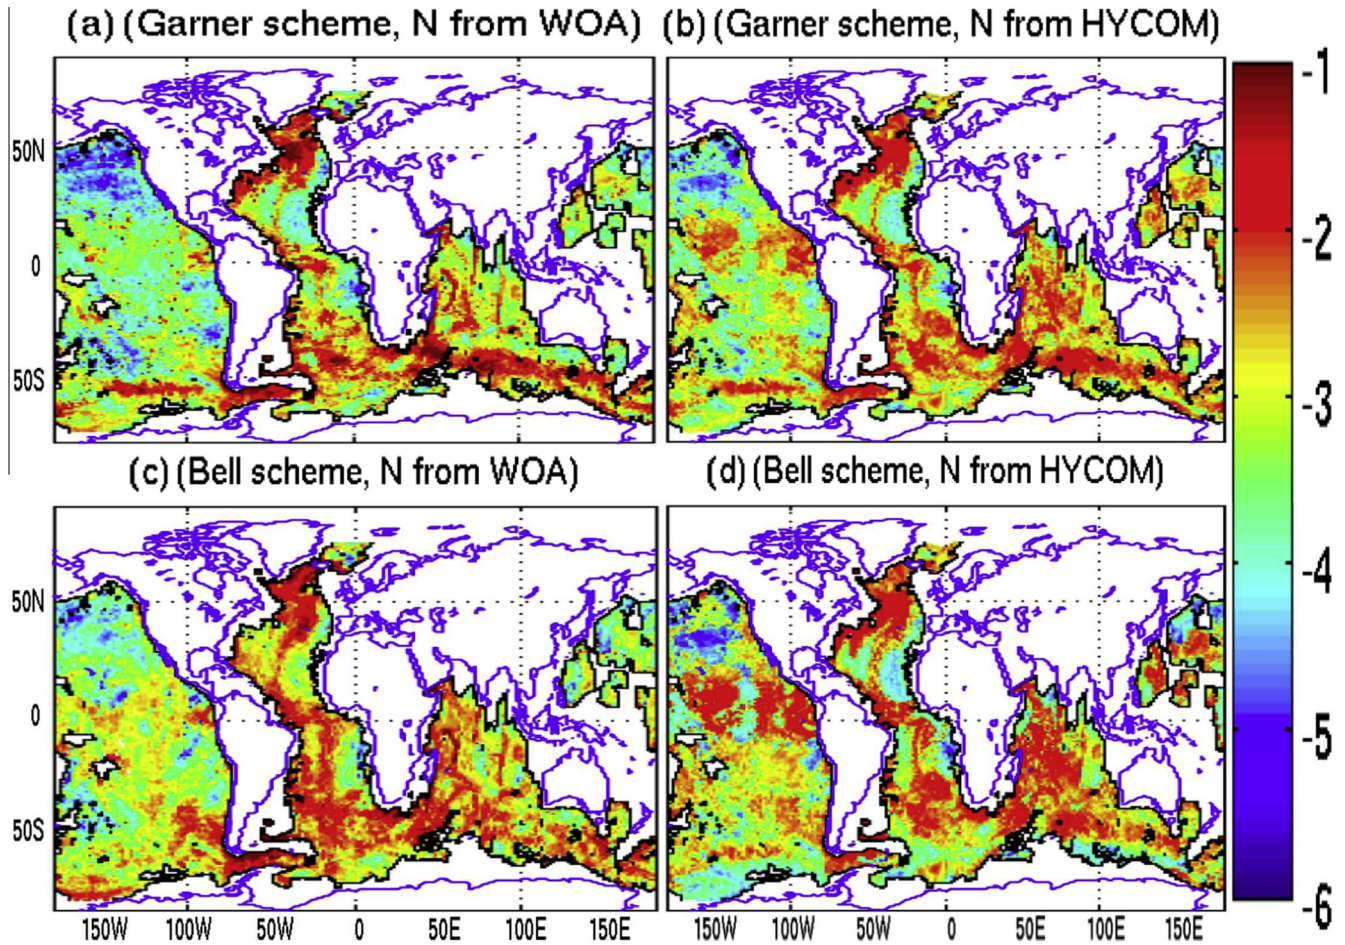 (a) (Garner scheme, N from WOA) (b) (Garner scheme, N from HYCOM)
-1
50N
-2
0
-3
50S
(c) (Bell scheme, N from WOA) (d) (Bell scheme, N from HYCOM)
-4
50N
0
-5
50S
-6
150W 100W 50W 0 50E 100E 150E 150W 100W 50W 0 50E 100E 150E